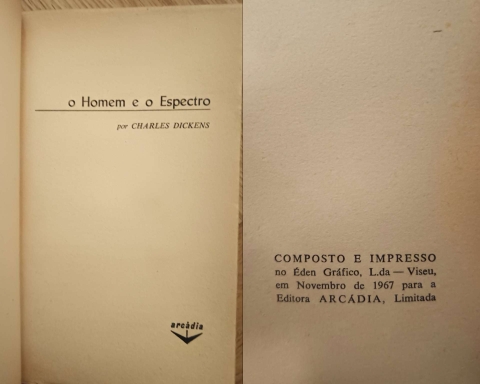 o Homem e o Espectro
por CHARLES DICKENS
arcádia
COMPOSTO E IMPRESSO
no Éden Gráfico, L.da — Viseu,
em Novembro de 1967 para a
Editora ARCÁDIA, Limitada